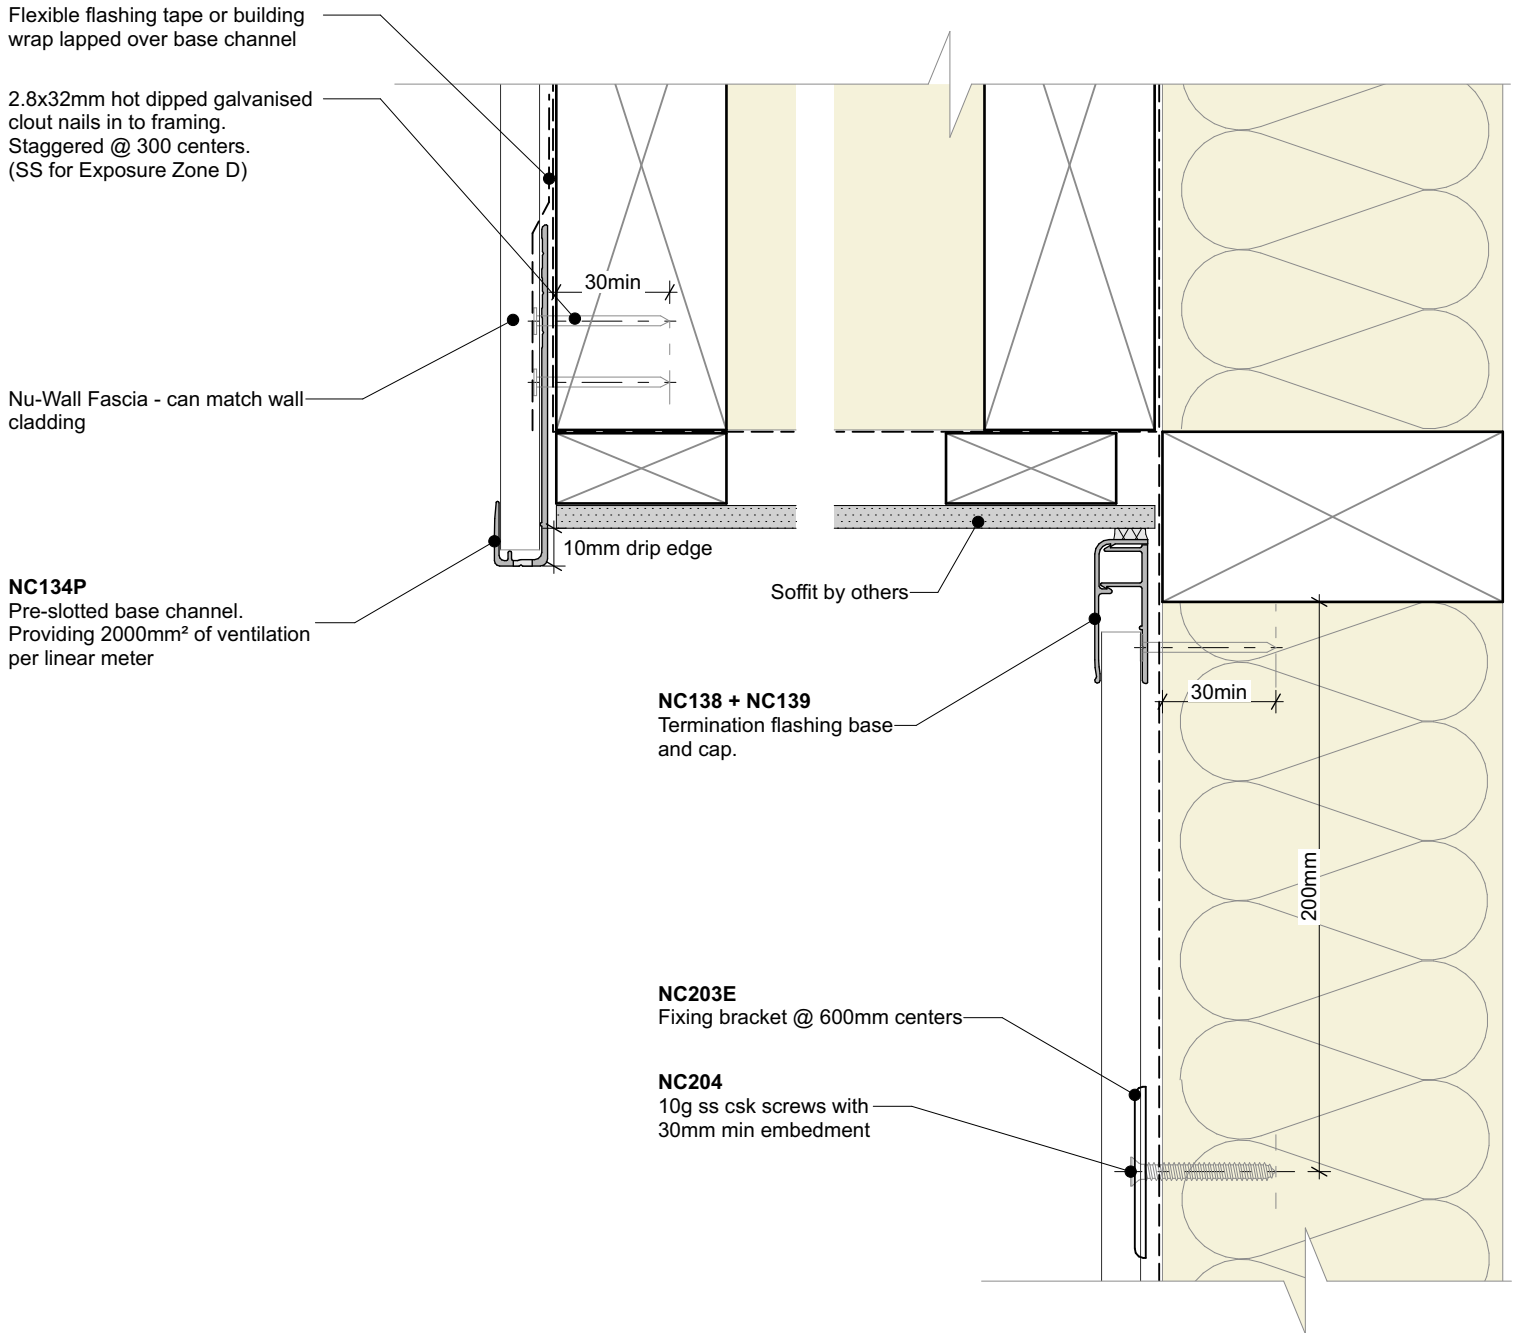 Flexible flashing tape or building
wrap lapped over base channel
2.8x32mm hot dipped galvanised
clout nails in to framing.
Staggered @ 300 centers.
(SS for Exposure Zone D)
30min
Nu-Wall Fascia - can match wall
cladding
10mm drip edge
NC134P
Pre-slotted base channel.
Providing 2000mm² of ventilation
per linear meter
Soffit by others
NC138 + NC139
Termination flashing base
and cap.
30min
200mm
NC203E
Fixing bracket @ 600mm centers
NC204
10g ss csk screws with
30mm min embedment